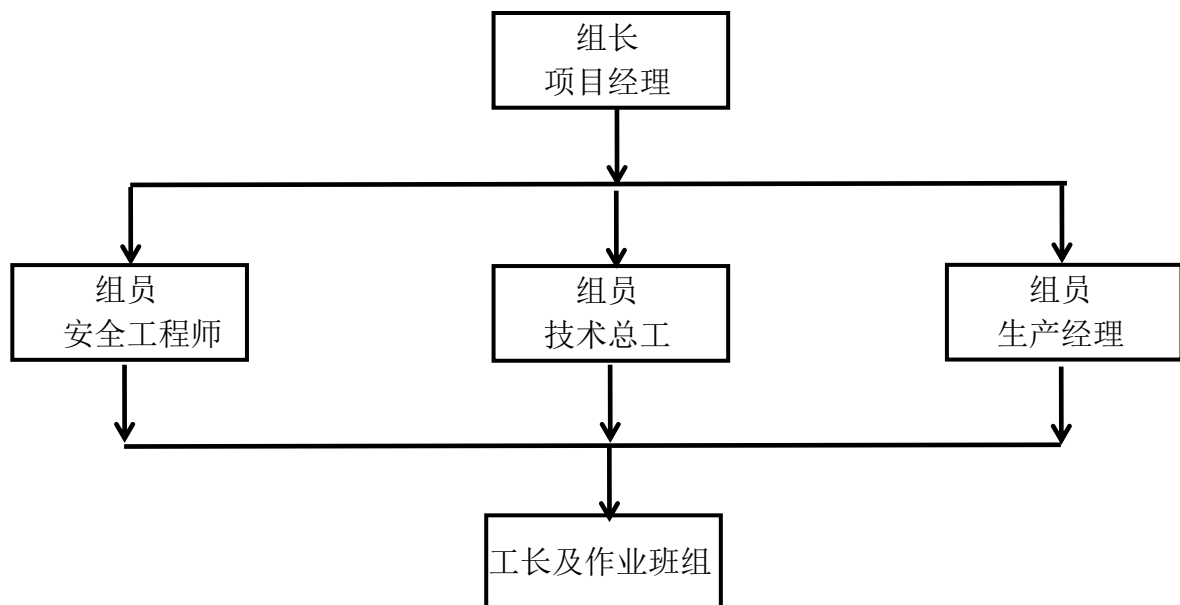 组长
项目经理
组员
安全工程师
组员
技术总工
组员
生产经理
工长及作业班组